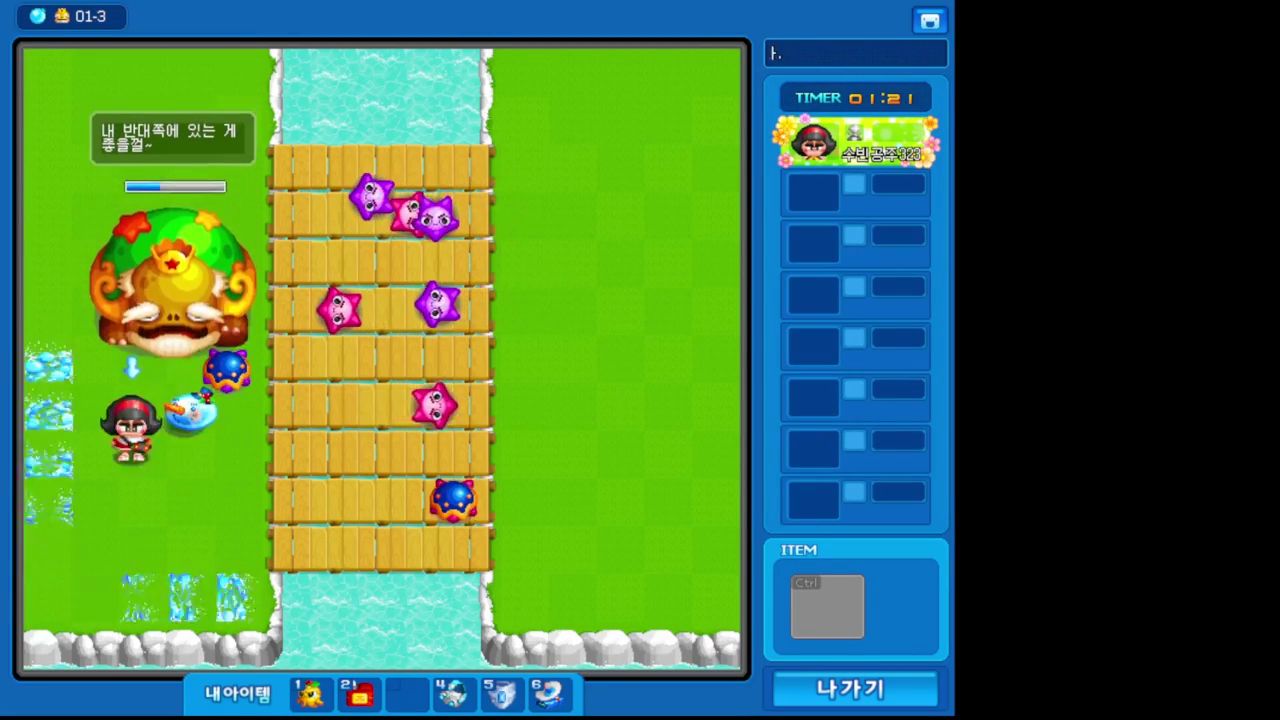 01-3
ㅏ.
TIMER 01:21
내 반대쪽에 있는 게
좋을껄~
수빈공주323
ITEM
Ctrl
내아이템
1
2
4
5
6
나가기